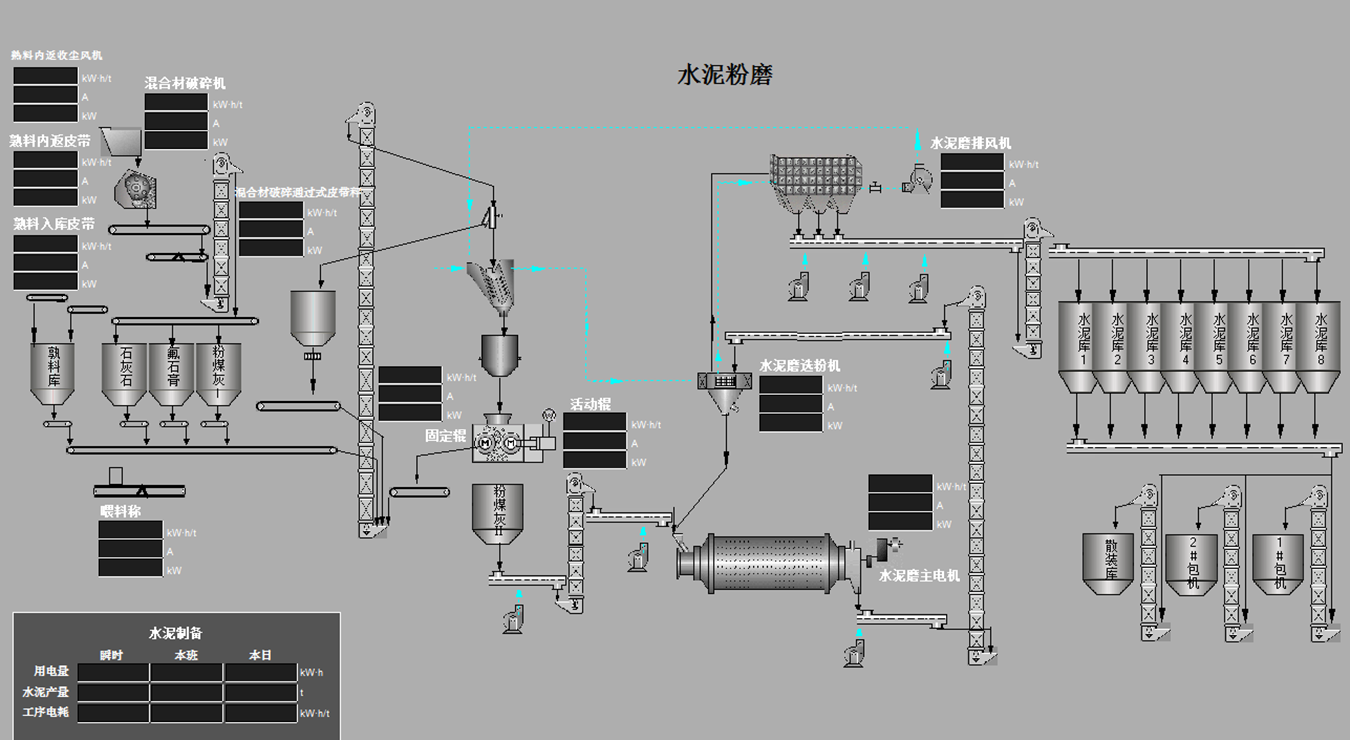 水泥粉磨
熟料内返收尘风机
kW·h/t
A
kW
混合材破碎机
kW·h/t
A
kW
熟料内返皮带
kW·h/t
A
kW
混合材破碎通过式皮带秤
kW·h/t
A
kW
熟料入库皮带
kW·h/t
A
kW
水泥磨排风机
kW·h/t
A
kW
熟料库
石灰石
氟石膏
粉煤灰I
kW·h/t
A
kW
固定辊
M
M
W
活动辊
kW·h/t
A
kW
水泥磨选粉机
kW·h/t
A
kW
水泥库1
水泥库2
水泥库3
水泥库4
水泥库5
水泥库6
水泥库7
水泥库8
喂料称
kW·h/t
A
kW
粉煤灰II
kW·h/t
A
kW
水泥磨主电机
散装库
2#包机
1#包机
水泥制备
瞬时 本班 本日
用电量 kW·h
水泥产量 t
工序电耗 kW·h/t